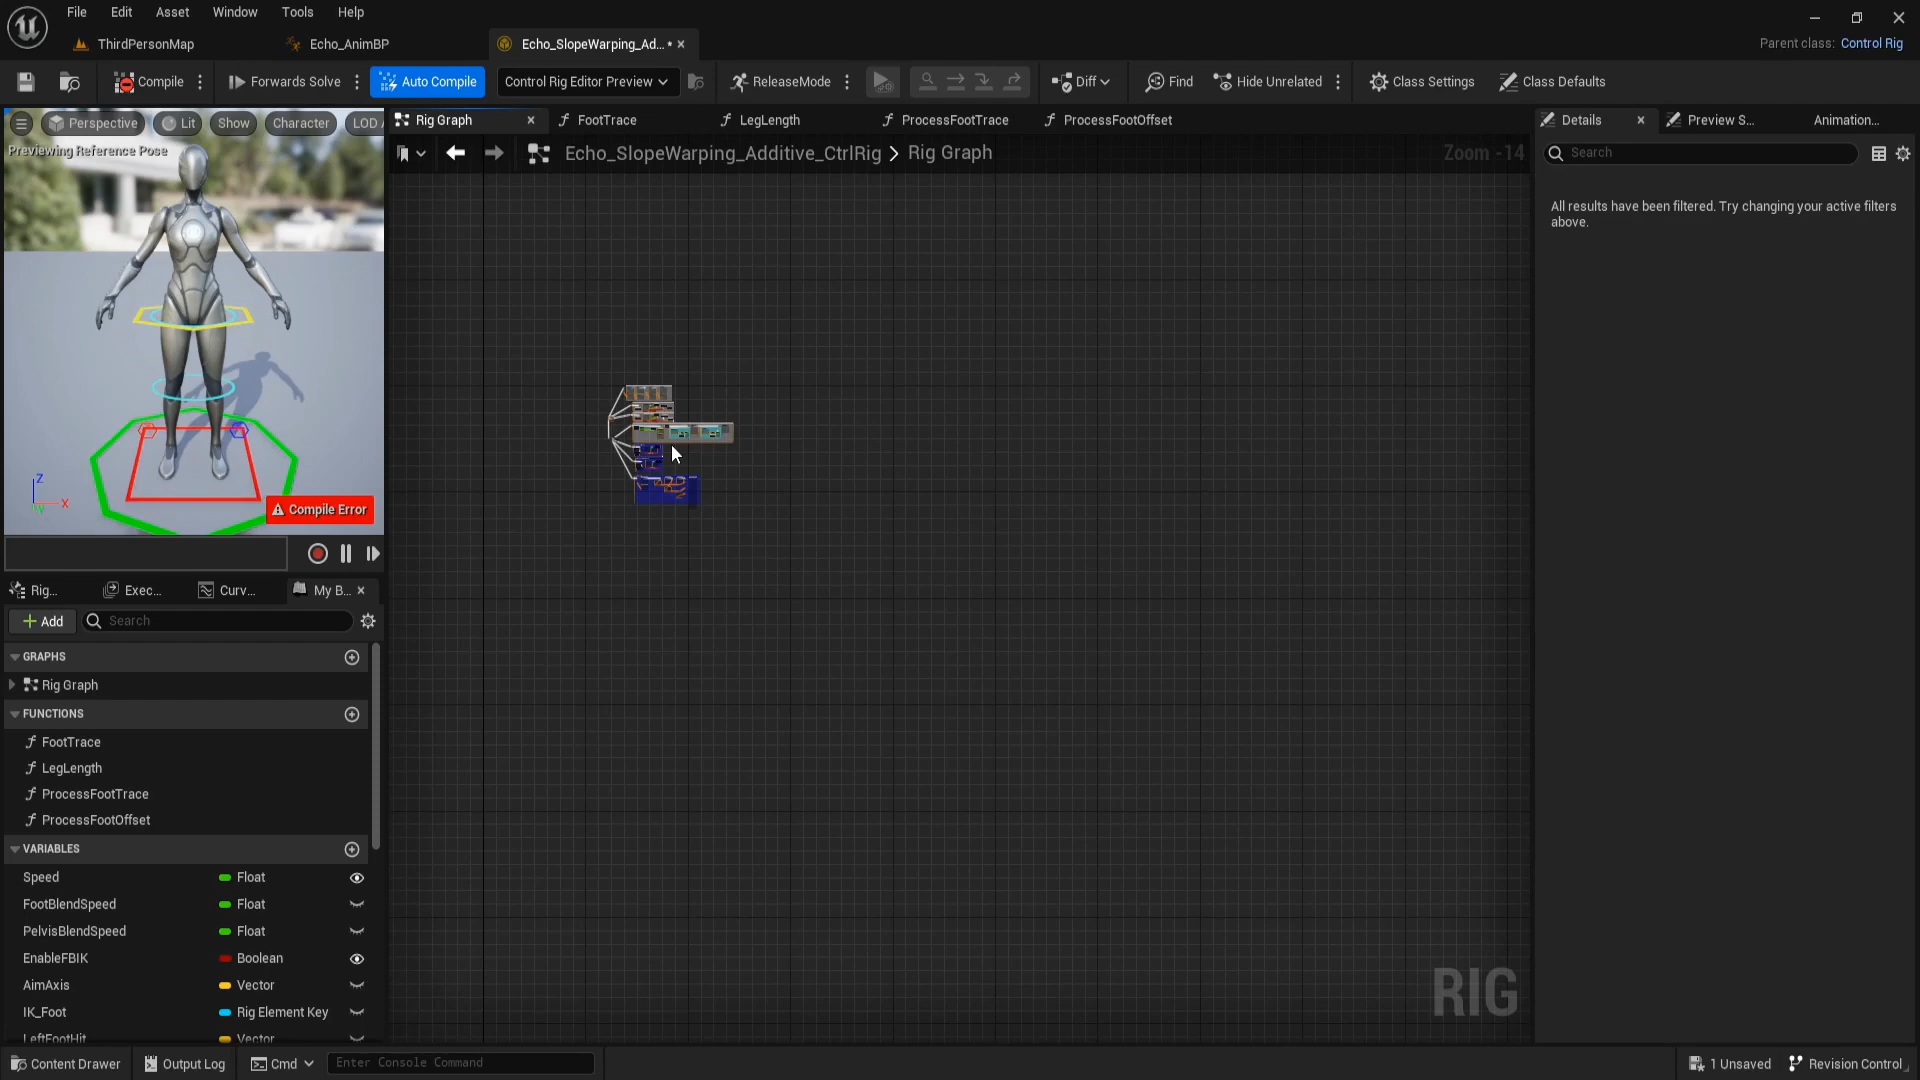 File Edit Asset Window Tools Help
ThirdPersonMap Echo_AnimBP Echo_SlopeWarping_Ad... •
Parent class: Control Rig
Compile Forwards Solve Auto Compile Control Rig Editor Preview ReleaseMode Diff Find Hide Unrelated Class Settings Class Defaults
Perspective Lit Show Character LOD
Previewing Reference Pose
Z
X
Compile Error
Rig Graph FootTrace LegLength ProcessFootTrace ProcessFootOffset
Echo_SlopeWarping_Additive_CtrlRig > Rig Graph
Zoom -14
RIG
Details Preview S... Animation...
Search
All results have been filtered. Try changing your active filters
above.
Rig... Exec... Curv... My B...
Add Search
GRAPHS
Rig Graph
FUNCTIONS
FootTrace
LegLength
ProcessFootTrace
ProcessFootOffset
VARIABLES
Speed Float
FootBlendSpeed Float
PelvisBlendSpeed Float
EnableFBIK Boolean
AimAxis Vector
IK_Foot Rig Element Key
LeftFootHit Vector
Content Drawer Output Log Cmd Enter Console Command 1 Unsaved Revision Control